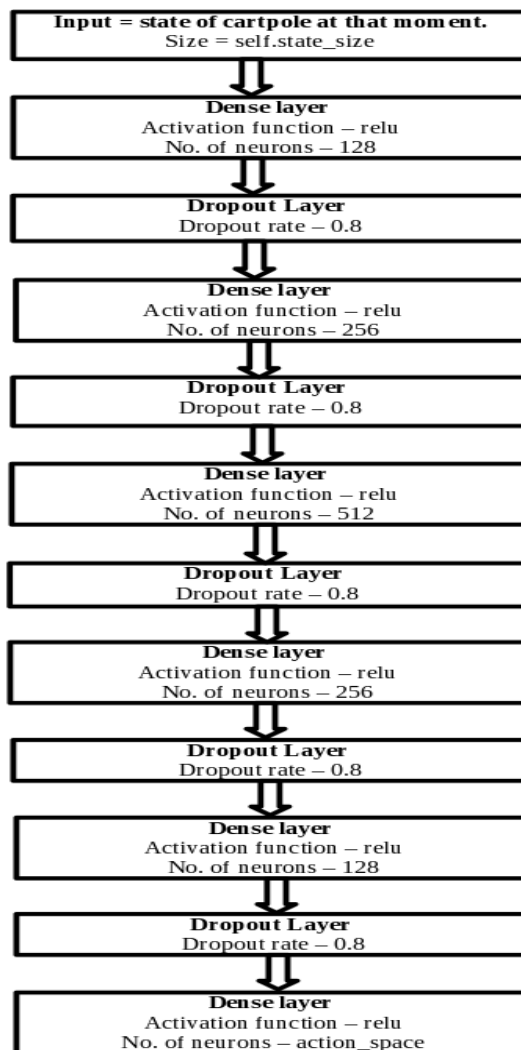 Input = state of cartpole at that moment.
Size = self.state_size
Dense layer
Activation function – relu
No. of neurons – 128
Dropout Layer
Dropout rate – 0.8
Dense layer
Activation function – relu
No. of neurons – 256
Dropout Layer
Dropout rate – 0.8
Dense layer
Activation function – relu
No. of neurons – 512
Dropout Layer
Dropout rate – 0.8
Dense layer
Activation function – relu
No. of neurons – 256
Dropout Layer
Dropout rate – 0.8
Dense layer
Activation function – relu
No. of neurons – 128
Dropout Layer
Dropout rate – 0.8
Dense layer
Activation function – relu
No. of neurons – action_space